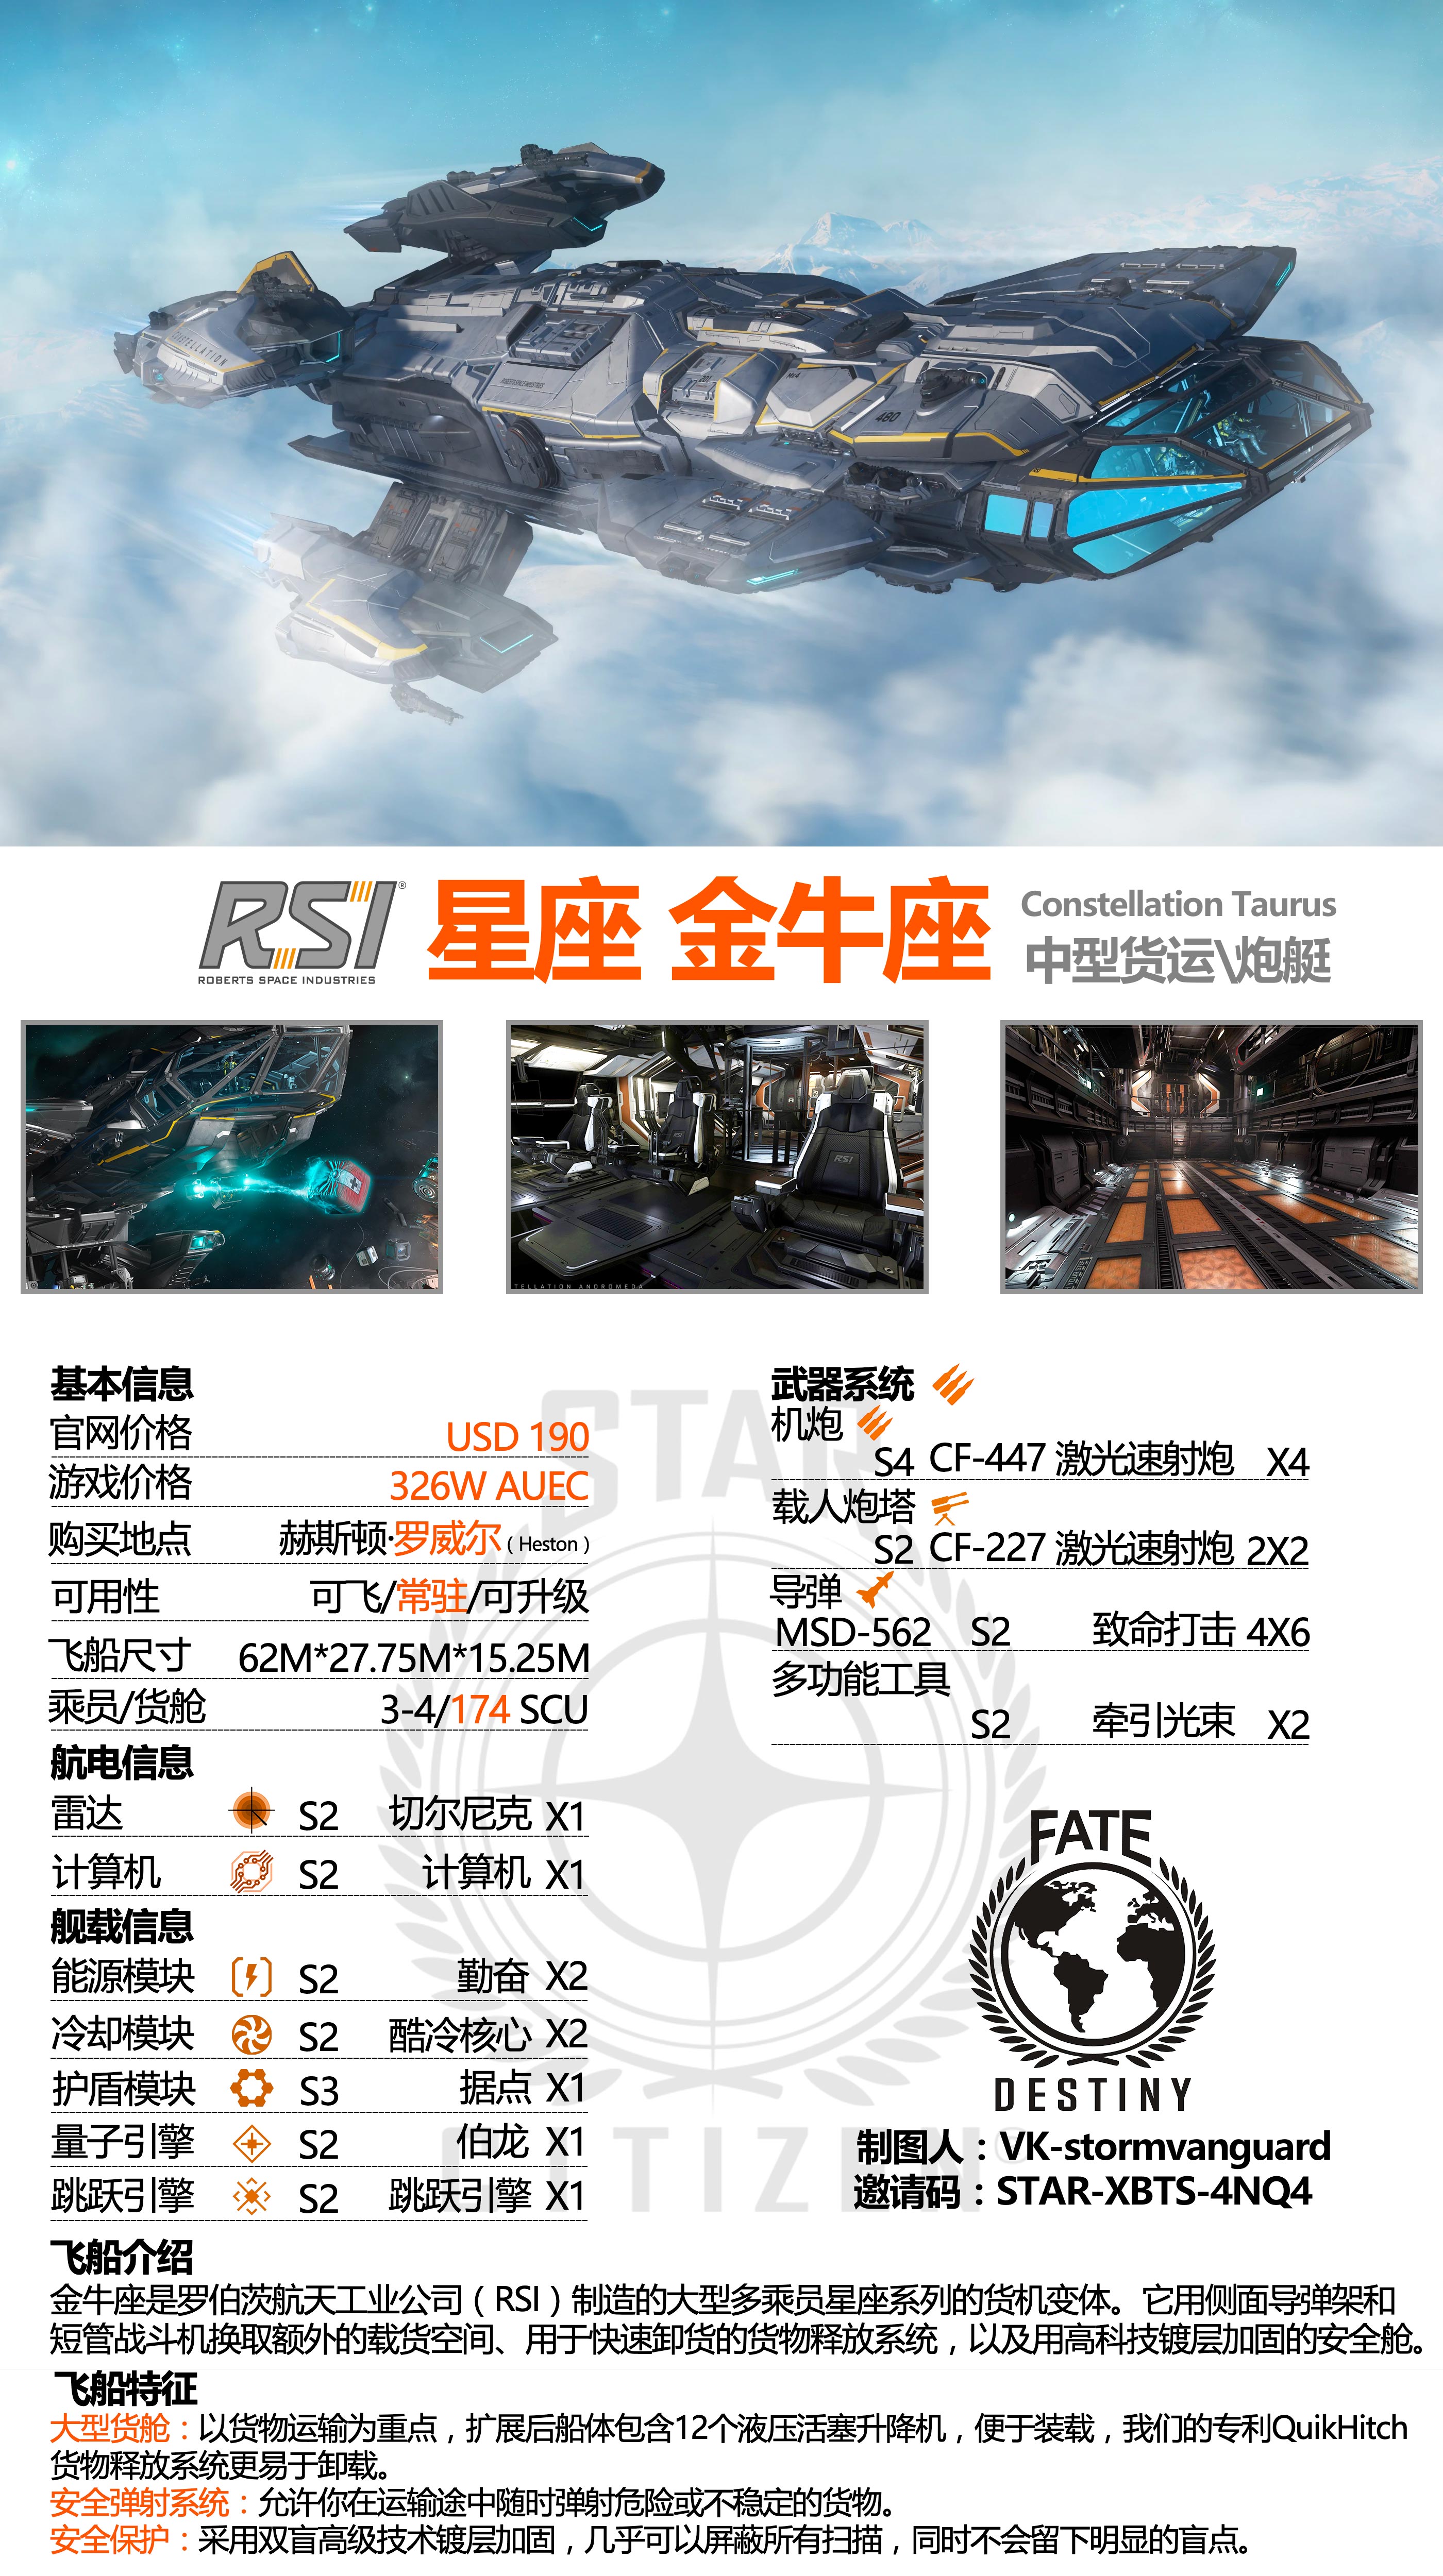 CONSTELLATION
480
RSI®
ROBERTS SPACE INDUSTRIES
星座 金牛座
Constellation Taurus
中型货运\炮艇
RSI
TELLATION ANDROMEDA
STAR
CITIZEN®
基本信息
官网价格 USD 190
游戏价格 326W AUEC
购买地点 赫斯顿·罗威尔（Heston）
可用性 可飞/常驻/可升级
飞船尺寸 62M*27.75M*15.25M
乘员/货舱 3-4/174 SCU
航电信息
雷达 S2 切尔尼克 X1
计算机 S2 计算机 X1
舰载信息
能源模块 S2 勤奋 X2
冷却模块 S2 酷冷核心 X2
护盾模块 S3 据点 X1
量子引擎 S2 伯龙 X1
跳跃引擎 S2 跳跃引擎 X1
武器系统
机炮
S4 CF-447 激光速射炮 X4
载人炮塔
S2 CF-227 激光速射炮 2X2
导弹
MSD-562 S2 致命打击 4X6
多功能工具
S2 牵引光束 X2
FATE
DESTINY
制图人：VK-stormvanguard
邀请码：STAR-XBTS-4NQ4
飞船介绍
金牛座是罗伯茨航天工业公司（RSI）制造的大型多乘员星座系列的货机变体。它用侧面导弹架和
短管战斗机换取额外的载货空间、用于快速卸货的货物释放系统，以及用高科技镀层加固的安全舱。
飞船特征
大型货舱：以货物运输为重点，扩展后船体包含12个液压活塞升降机，便于装载，我们的专利QuikHitch
货物释放系统更易于卸载。
安全弹射系统：允许你在运输途中随时弹射危险或不稳定的货物。
安全保护：采用双盲高级技术镀层加固，几乎可以屏蔽所有扫描，同时不会留下明显的盲点。